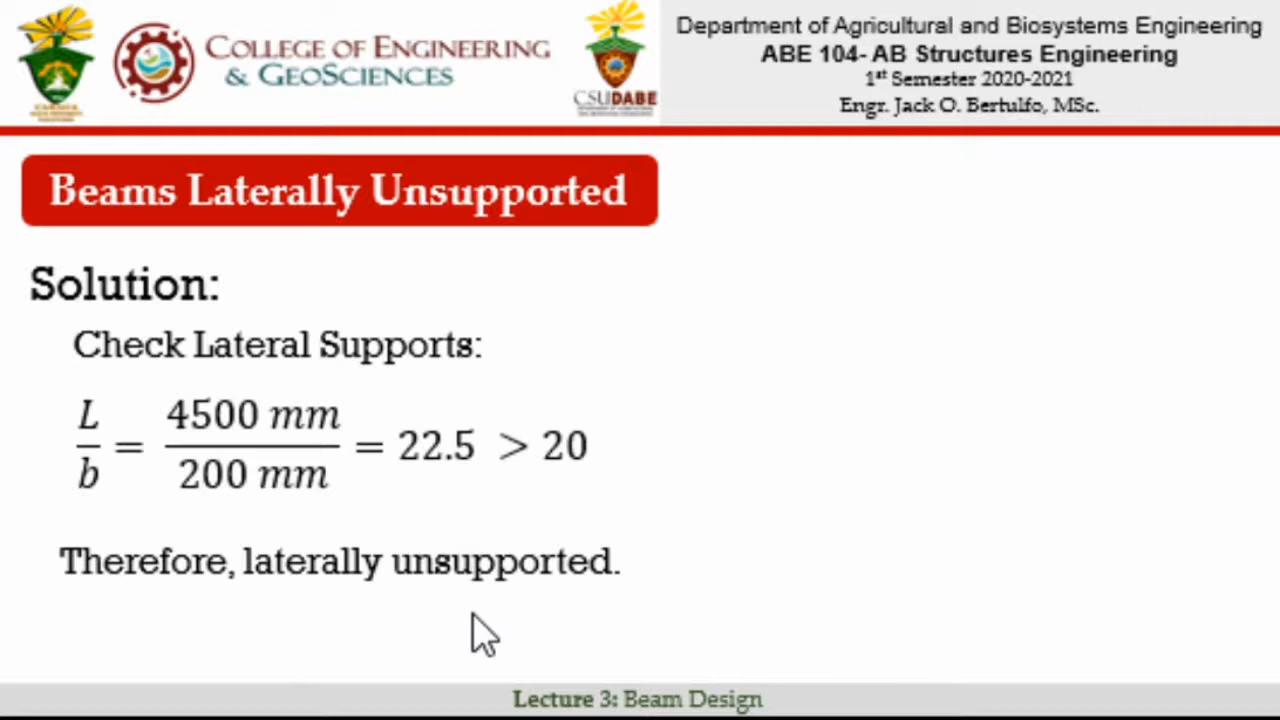 COLLEGE OF ENGINEERING
& GEOSCIENCES
CSUDABE
Department of Agricultural and Biosystems Engineering
ABE 104- AB Structures Engineering
1st Semester 2020-2021
Engr. Jack O. Bertulfo, MSc.
Beams Laterally Unsupported
Solution:
Check Lateral Supports:
L/b = 4500 mm/200 mm = 22.5 > 20
Therefore, laterally unsupported.
Lecture 3: Beam Design